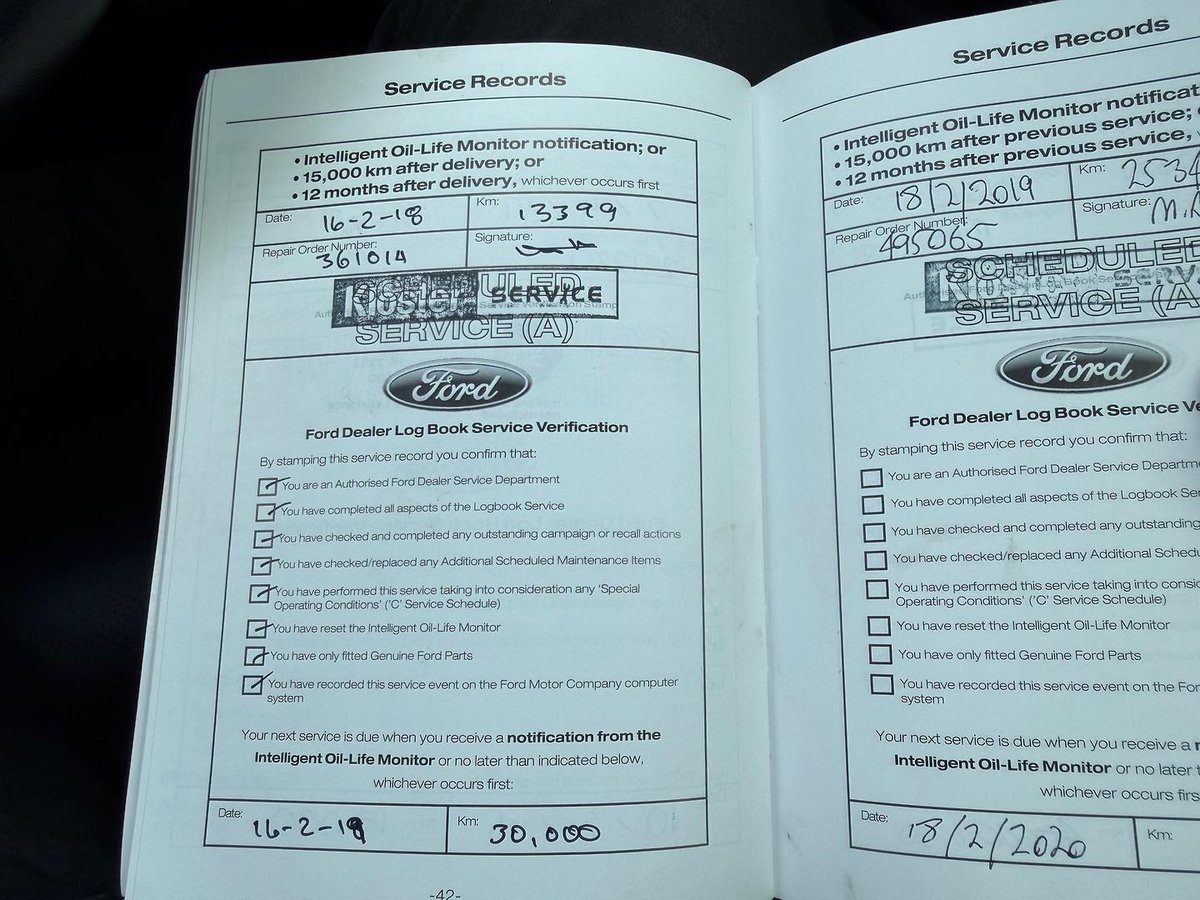 Service Records
• Intelligent Oil-Life Monitor notification; or
• 15,000 km after delivery; or
• 12 months after delivery, whichever occurs first
Date: 16-2-18 Km: 13399
Repair Order Number: 361014 Signature:
SCHEDULED
Kloster SERVICE
SERVICE (A)
Ford
Ford Dealer Log Book Service Verification
By stamping this service record you confirm that:
You are an Authorised Ford Dealer Service Department
You have completed all aspects of the Logbook Service
You have checked and completed any outstanding campaign or recall actions
You have checked/replaced any Additional Scheduled Maintenance Items
You have performed this service taking into consideration any 'Special
Operating Conditions' ('C' Service Schedule)
You have reset the Intelligent Oil-Life Monitor
You have only fitted Genuine Ford Parts
You have recorded this service event on the Ford Motor Company computer
system
Your next service is due when you receive a notification from the
Intelligent Oil-Life Monitor or no later than indicated below,
whichever occurs first:
Date: 16-2-19 Km: 30,000
-42-
Service Records
• Intelligent Oil-Life Monitor notificat
• 15,000 km after previous service; o
• 12 months after previous service,
Date: 18/2/2019 Km: 2534
Repair Order Number: 495065 Signature: M.
SCHEDULED
SERVICE (A
Ford
Ford Dealer Log Book Service Ve
By stamping this service record you confirm that:
You are an Authorised Ford Dealer Service Departme
You have completed all aspects of the Logbook Ser
You have checked and completed any outstanding
You have checked/replaced any Additional Schedu
You have performed this service taking into consid
Operating Conditions' ('C' Service Schedule)
You have reset the Intelligent Oil-Life Monitor
You have only fitted Genuine Ford Parts
You have recorded this service event on the For
system
Your next service is due when you receive a n
Intelligent Oil-Life Monitor or no later t
whichever occurs firs
Date: 18/2/2020 Km: